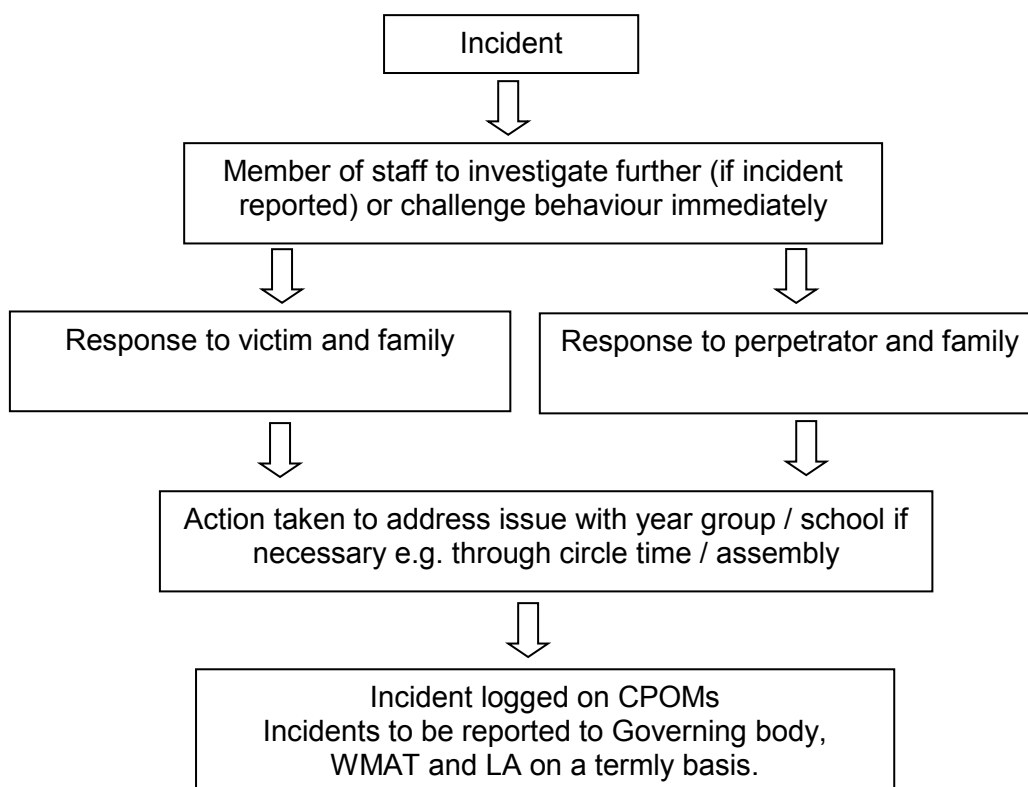 Incident
Member of staff to investigate further (if incident
reported) or challenge behaviour immediately
Response to victim and family
Response to perpetrator and family
Action taken to address issue with year group / school if
necessary e.g. through circle time / assembly
Incident logged on CPOMs
Incidents to be reported to Governing body,
WMAT and LA on a termly basis.